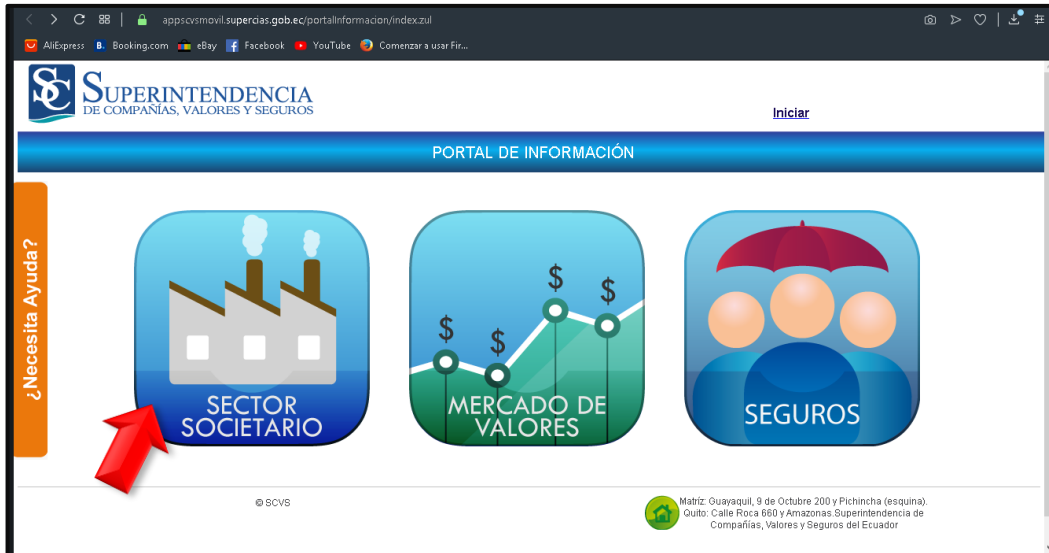 appscvsmovil.supercias.gob.ec/portalInformacion/index.zul
AliExpress B. Booking.com eBay Facebook YouTube Comenzar a usar Fir...
SC SUPERINTENDENCIA
DE COMPAÑÍAS, VALORES Y SEGUROS
Iniciar
PORTAL DE INFORMACIÓN
¿Necesita Ayuda?
SECTOR
SOCIETARIO
$ $ $ $
MERCADO DE
VALORES
SEGUROS
© SCVS
Matríz: Guayaquil, 9 de Octubre 200 y Pichincha (esquina).
Quito: Calle Roca 660 y Amazonas.Superintendencia de
Compañías, Valores y Seguros del Ecuador